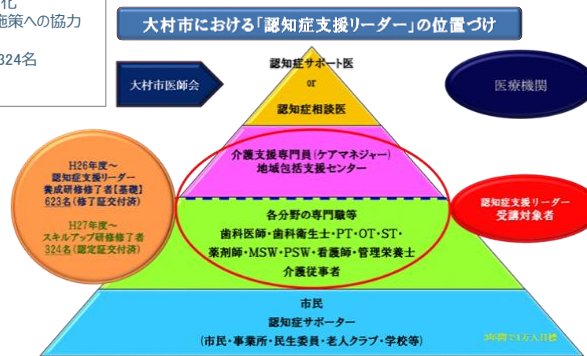 化
施策への協力
324名
大村市における「認知症支援リーダー」の位置づけ
大村市医師会
認知症サポート医
or
認知症相談医
医療機関
介護支援専門員(ケアマネジャー)
地域包括支援センター
H26年度～
認知症支援リーダー
養成研修修了者【基礎】
623名(修了証交付済)
H27年度～
スキルアップ研修修了者
324名(認定証交付済)
各分野の専門職等
歯科医師・歯科衛生士・PT・OT・ST・
薬剤師・MSW・PSW・看護師・管理栄養士
介護従事者
認知症支援リーダー
受講対象者
市民
認知症サポーター
(市民・事業所・民生委員・老人クラブ・学校等)
3年間で1万人目標